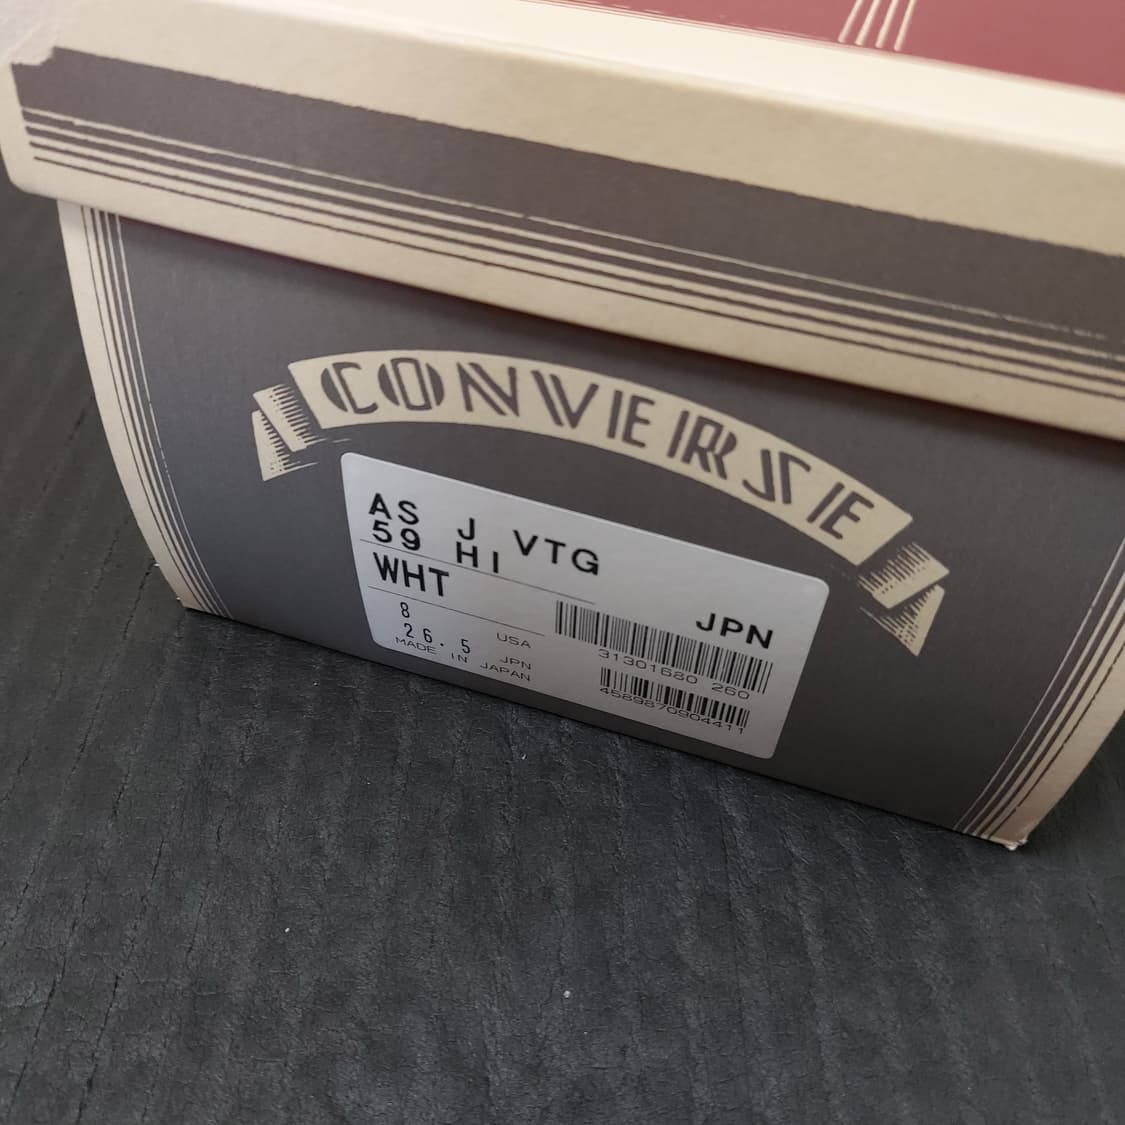 CONVERSE
AS J VTG
59 HI
WHT
JPN
8 USA
26.5 JPN
MADE IN JAPAN
31301680 260
4589870904411